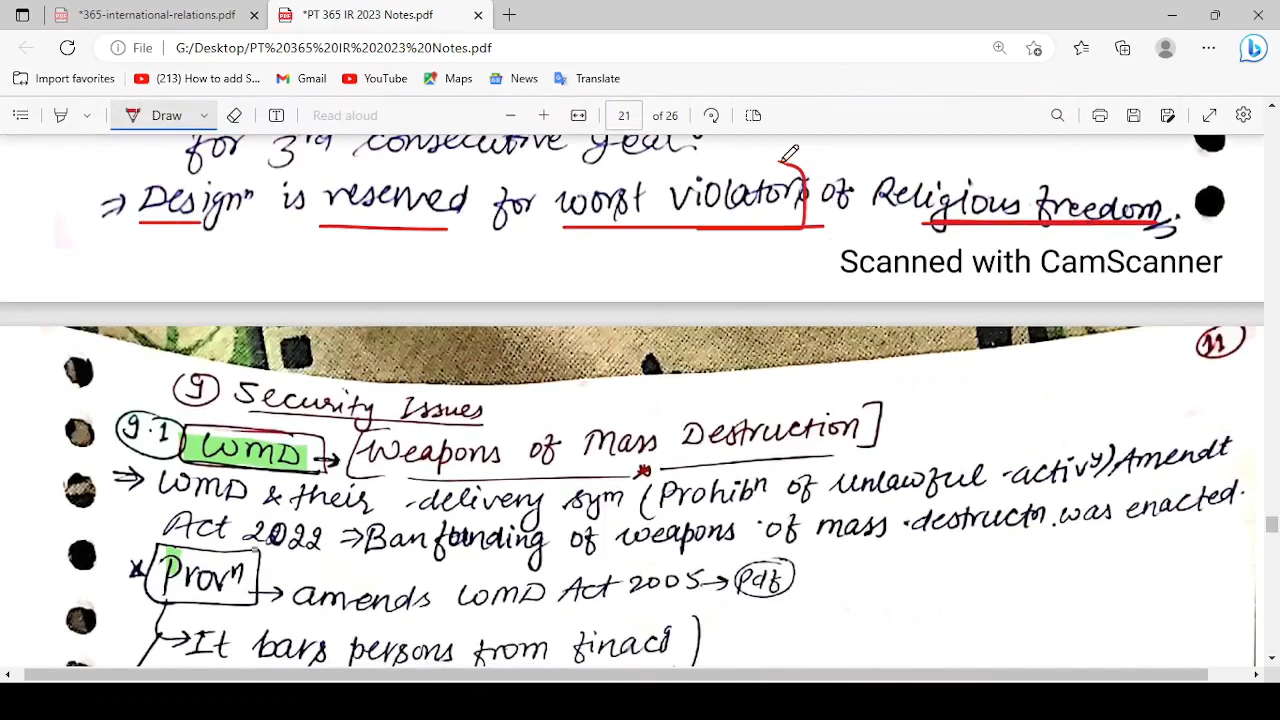 *365-international-relations.pdf
*PT 365 IR 2023 Notes.pdf
File G:/Desktop/PT%20365%20IR%202023%20Notes.pdf
Import favorites (213) How to add S... Gmail YouTube Maps News Translate
Draw Read aloud 21 of 26
for 3rd consecutive year.
⇒ Designⁿ is reserved for worst violators of Religious freedom.
Scanned with CamScanner
11
9 Security Issues
9.1 WMD → [Weapons of Mass Destruction]
⇒ WMD & their delivery sym (Prohibⁿ of unlawful activʸ) Amendt
Act 2022 ⇒ Ban funding of weapons of mass destructn. was enacted.
* Provⁿ → amends WMD Act 2005 → pdf
→ It bars persons from finacg )